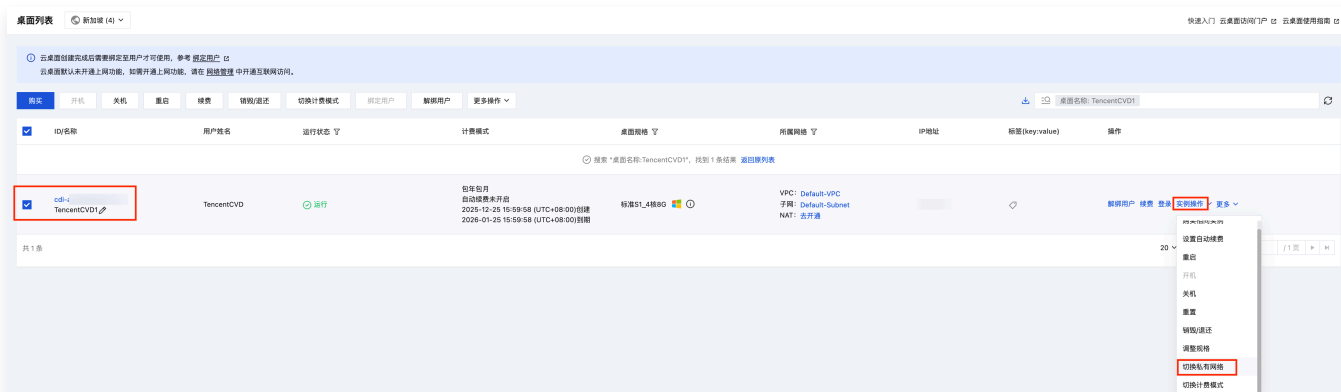 桌面列表 新加坡 (4) 快速入门 云桌面访问门户 云桌面使用指南
云桌面创建完成后需要绑定至用户才可使用，参考 绑定用户
云桌面默认未开通上网功能，如需开通上网功能，请在 网络管理 中开通互联网访问。
购买 开机 关机 重启 续费 销毁/退还 切换计费模式 绑定用户 解绑用户 更多操作 桌面名称: TencentCVD1
ID/名称 用户姓名 运行状态 计费模式 桌面规格 所属网络 IP地址 标签(key:value) 操作
搜索 "桌面名称:TencentCVD1"，找到 1 条结果 返回原列表
cdi-
TencentCVD1
TencentCVD
运行
包年包月
自动续费未开启
2025-12-25 15:59:58 (UTC+08:00)创建
2026-01-25 15:59:58 (UTC+08:00)到期
标准S1_4核8G
VPC: Default-VPC
子网: Default-Subnet
NAT: 去开通
解绑用户 续费 登录 实例操作 更多
共 1 条
20
/ 1 页
购买相同实例
设置自动续费
重启
开机
关机
重置
销毁/退还
调整规格
切换私有网络
切换计费模式